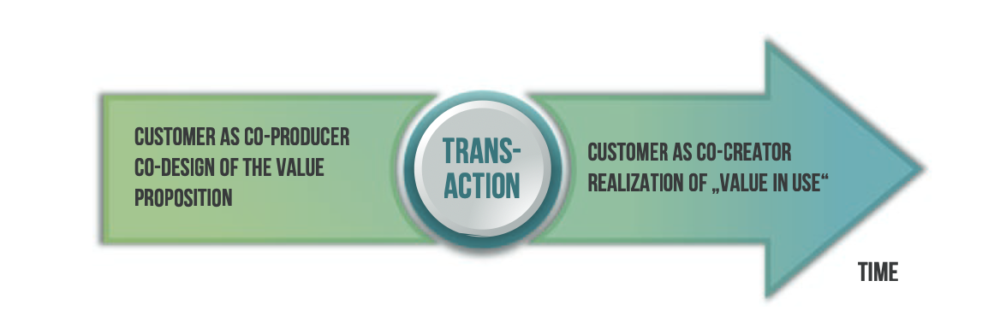 CUSTOMER AS CO-PRODUCER
CO-DESIGN OF THE VALUE
PROPOSITION
TRANS-
ACTION
CUSTOMER AS CO-CREATOR
REALIZATION OF „VALUE IN USE“
TIME